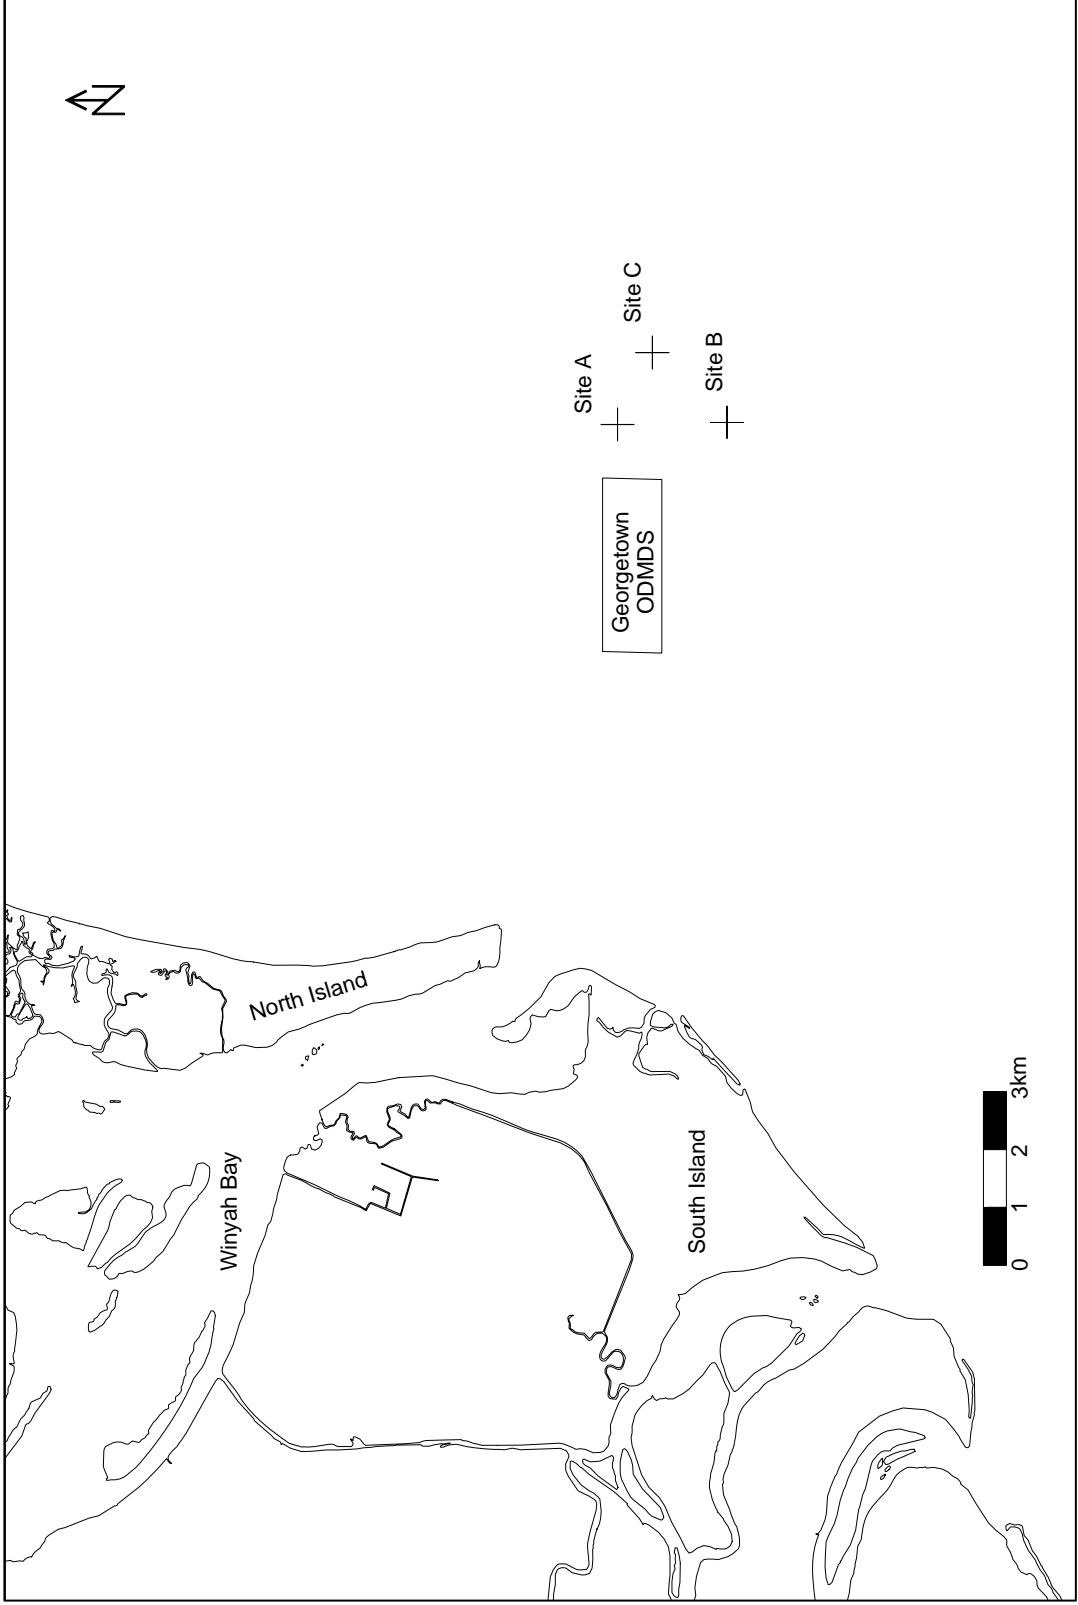 N
Site A
Site C
Site B
Georgetown
ODMDS
North Island
Winyah Bay
South Island
0 1 2 3km